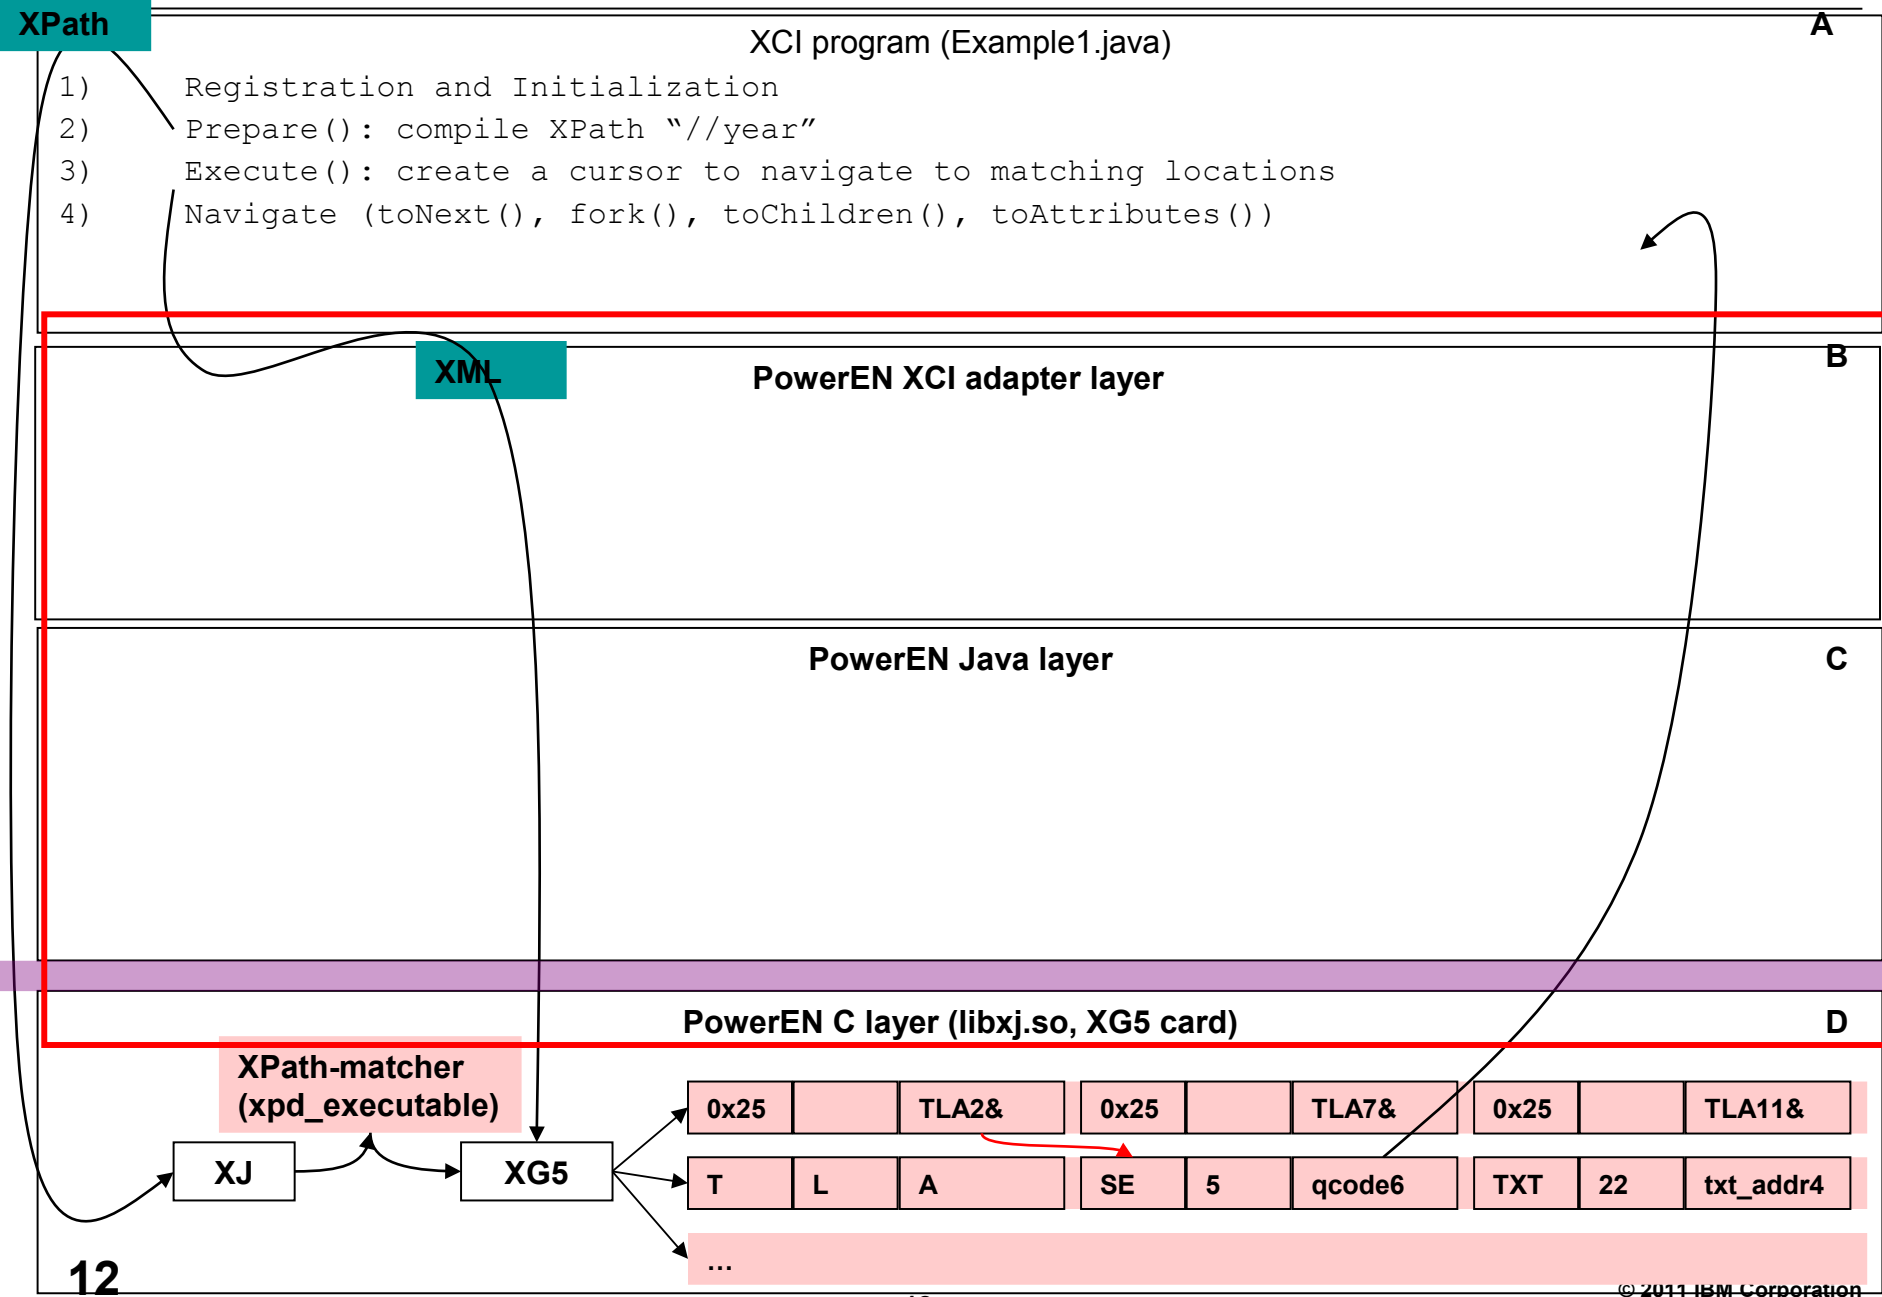 XPath
A
XCI program (Example1.java)
1) Registration and Initialization
2) Prepare(): compile XPath “//year”
3) Execute(): create a cursor to navigate to matching locations
4) Navigate (toNext(), fork(), toChildren(), toAttributes())
XML
PowerEN XCI adapter layer
B
PowerEN Java layer
C
PowerEN C layer (libxj.so, XG5 card)
D
XPath-matcher
(xpd_executable)
0x25 TLA2& 0x25 TLA7& 0x25 TLA11&
XJ
XG5
T L A SE 5 qcode6 TXT 22 txt_addr4
…
12
© 2011 IBM Corporation